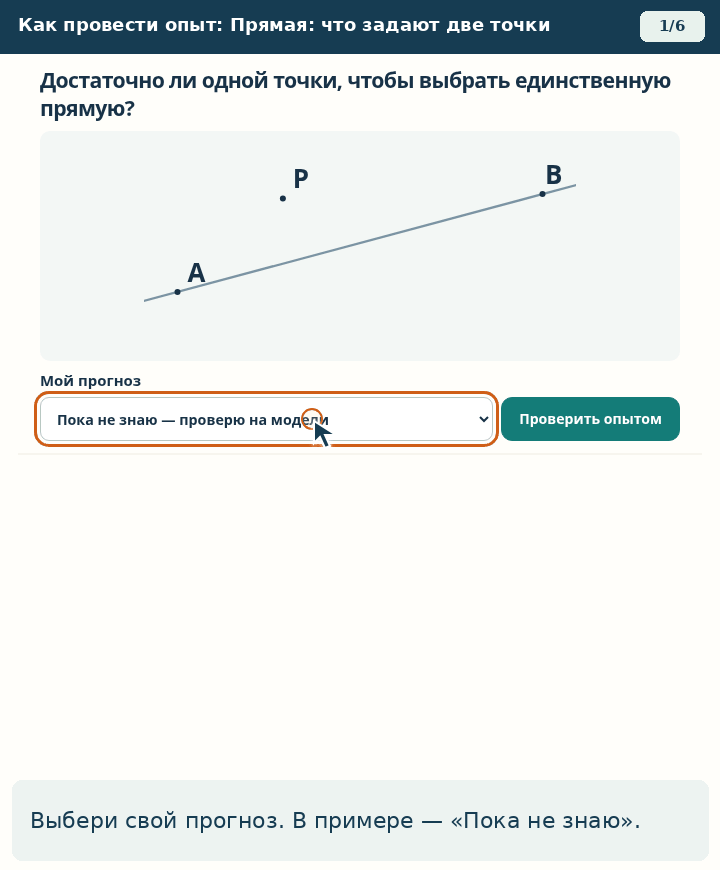 Как провести опыт: Прямая: что задают две точки
1/6
Достаточно ли одной точки, чтобы выбрать единственную
прямую?
P
B
A
Мой прогноз
Пока не знаю — проверю на модели
Проверить опытом
Выбери свой прогноз. В примере — «Пока не знаю».